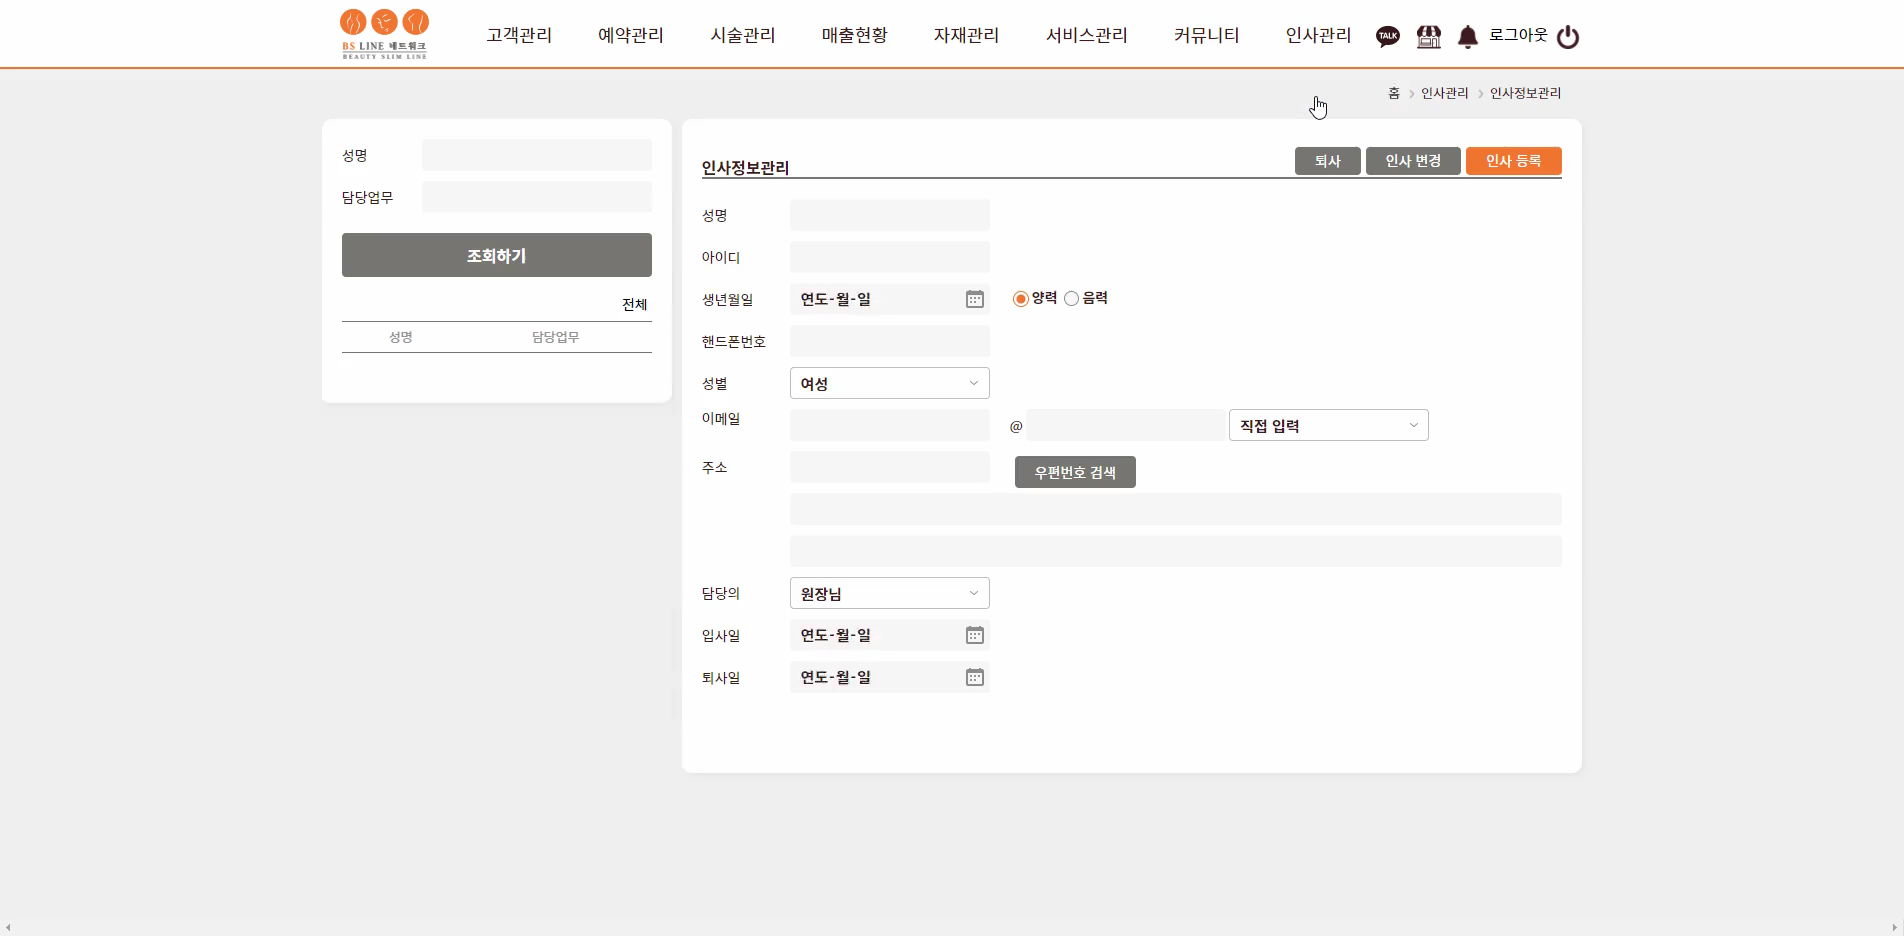 BS LINE 네트워크
BEAUTY SLIM LINE
고객관리 예약관리 시술관리 매출현황 자재관리 서비스관리 커뮤니티 인사관리 TALK 로그아웃
홈 > 인사관리 > 인사정보관리
성명
담당업무
조회하기
전체
성명 담당업무
인사정보관리 퇴사 인사 변경 인사 등록
성명
아이디
생년월일 연도-월-일 양력 음력
핸드폰번호
성별 여성
이메일 @ 직접 입력
주소 우편번호 검색
담당의 원장님
입사일 연도-월-일
퇴사일 연도-월-일